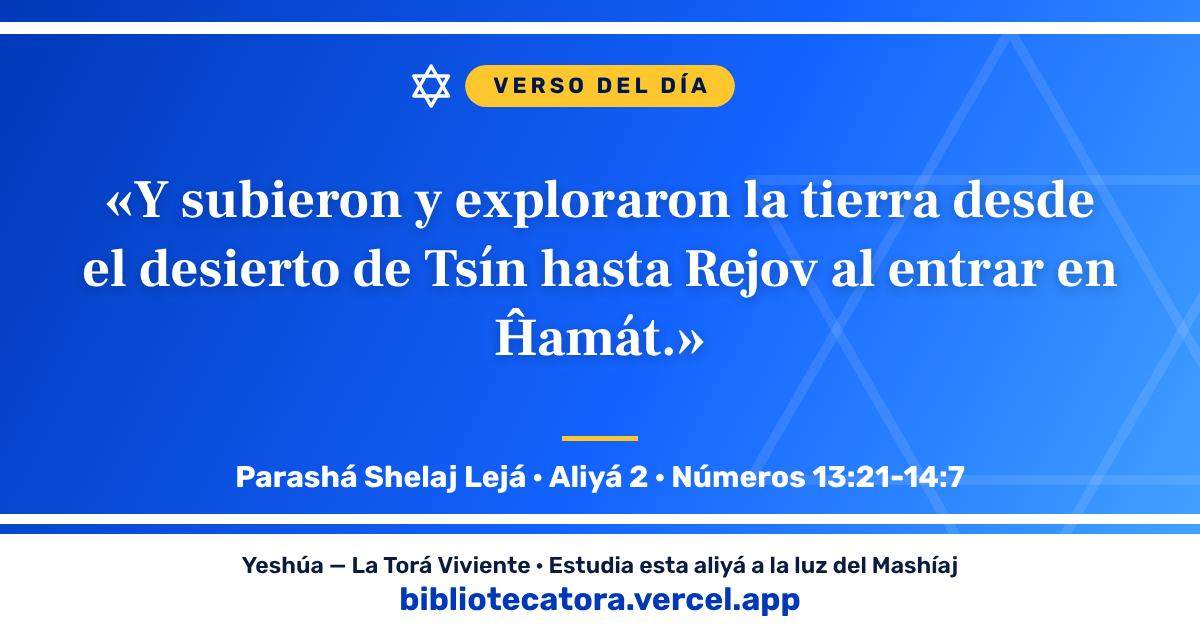 VERSO DEL DÍA
«Y subieron y exploraron la tierra desde
el desierto de Tsín hasta Rejov al entrar en
Ĥamát.»
Parashá Shelaj Lejá • Aliyá 2 • Números 13:21-14:7
Yeshúa — La Torá Viviente • Estudia esta aliyá a la luz del Mashíaj
bibliotecatora.vercel.app